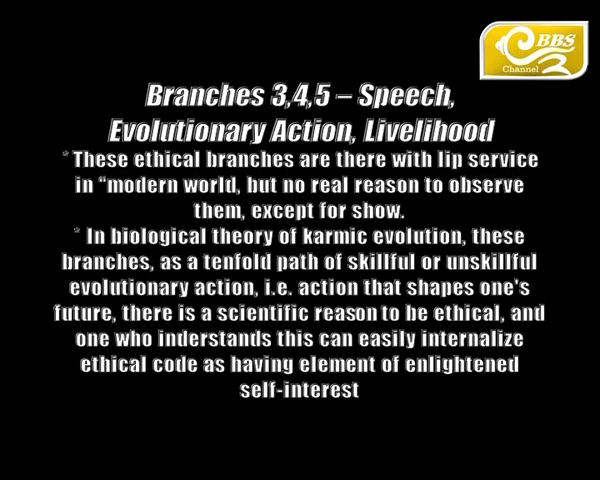 BBS
Channel 2
Branches 3,4,5 – Speech,
Evolutionary Action, Livelihood
* These ethical branches are there with lip service
in “modern world, but no real reason to observe
them, except for show.
* In biological theory of karmic evolution, these
branches, as a tenfold path of skillful or unskillful
evolutionary action, i.e. action that shapes one's
future, there is a scientific reason to be ethical, and
one who inderstands this can easily internalize
ethical code as having element of enlightened
self-interest